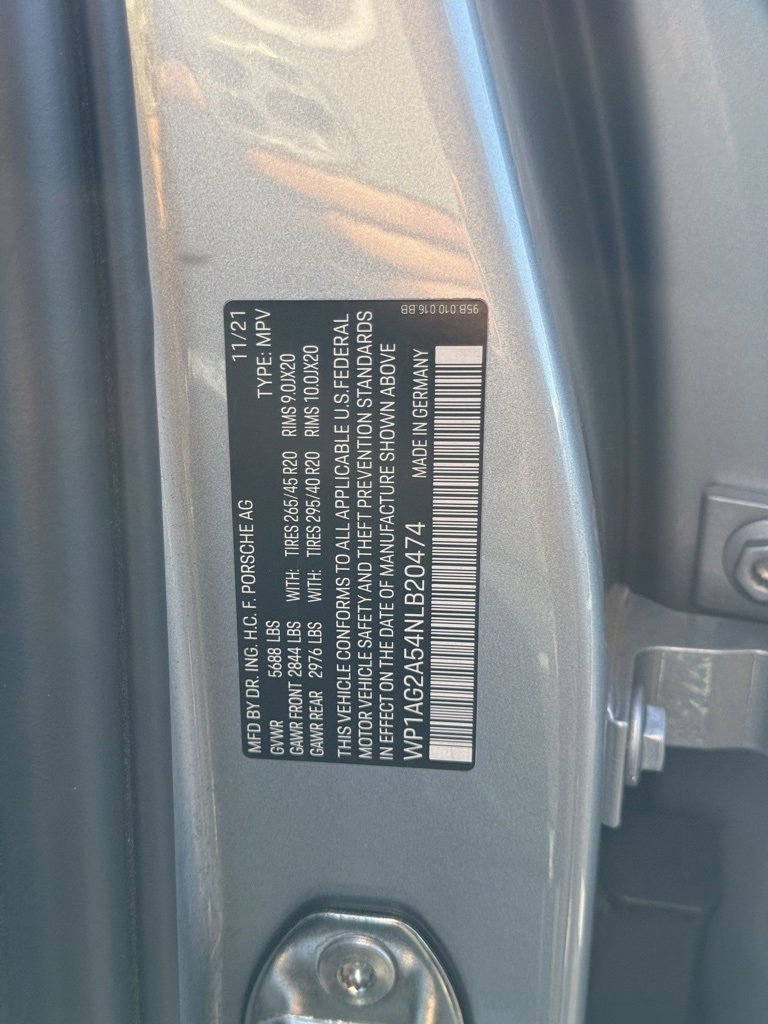 11/21
MFD BY DR. ING. H.C. F. PORSCHE AG
TYPE: MPV
GVWR 5688 LBS
GAWR FRONT 2844 LBS WITH: TIRES 265/45 R20 RIMS 9.0JX20
GAWR REAR 2976 LBS WITH: TIRES 295/40 R20 RIMS 10.0JX20
THIS VEHICLE CONFORMS TO ALL APPLICABLE U.S.FEDERAL
MOTOR VEHICLE SAFETY AND THEFT PREVENTION STANDARDS
IN EFFECT ON THE DATE OF MANUFACTURE SHOWN ABOVE
WP1AG2A54NLB20474 MADE IN GERMANY
95B.010.016.BB